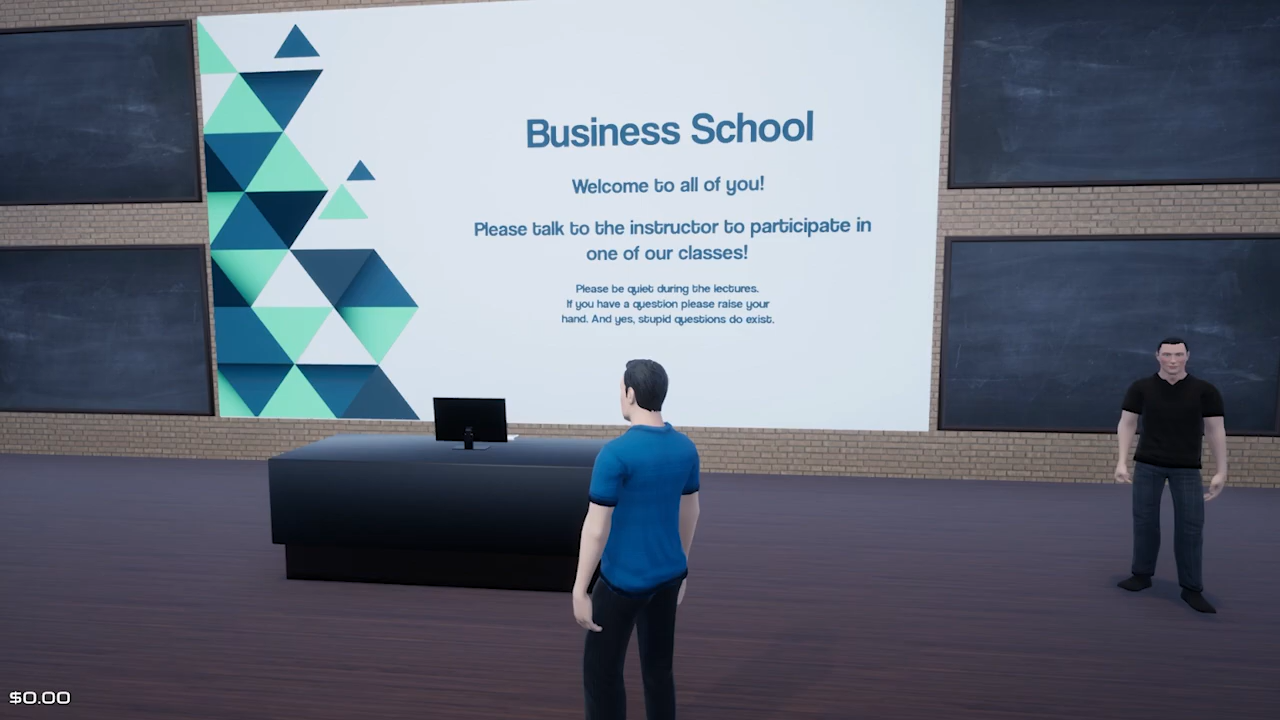 Business School
Welcome to all of you!
Please talk to the instructor to participate in
one of our classes!
Please be quiet during the lectures.
If you have a question please raise your
hand. And yes, stupid questions do exist.
$0.00